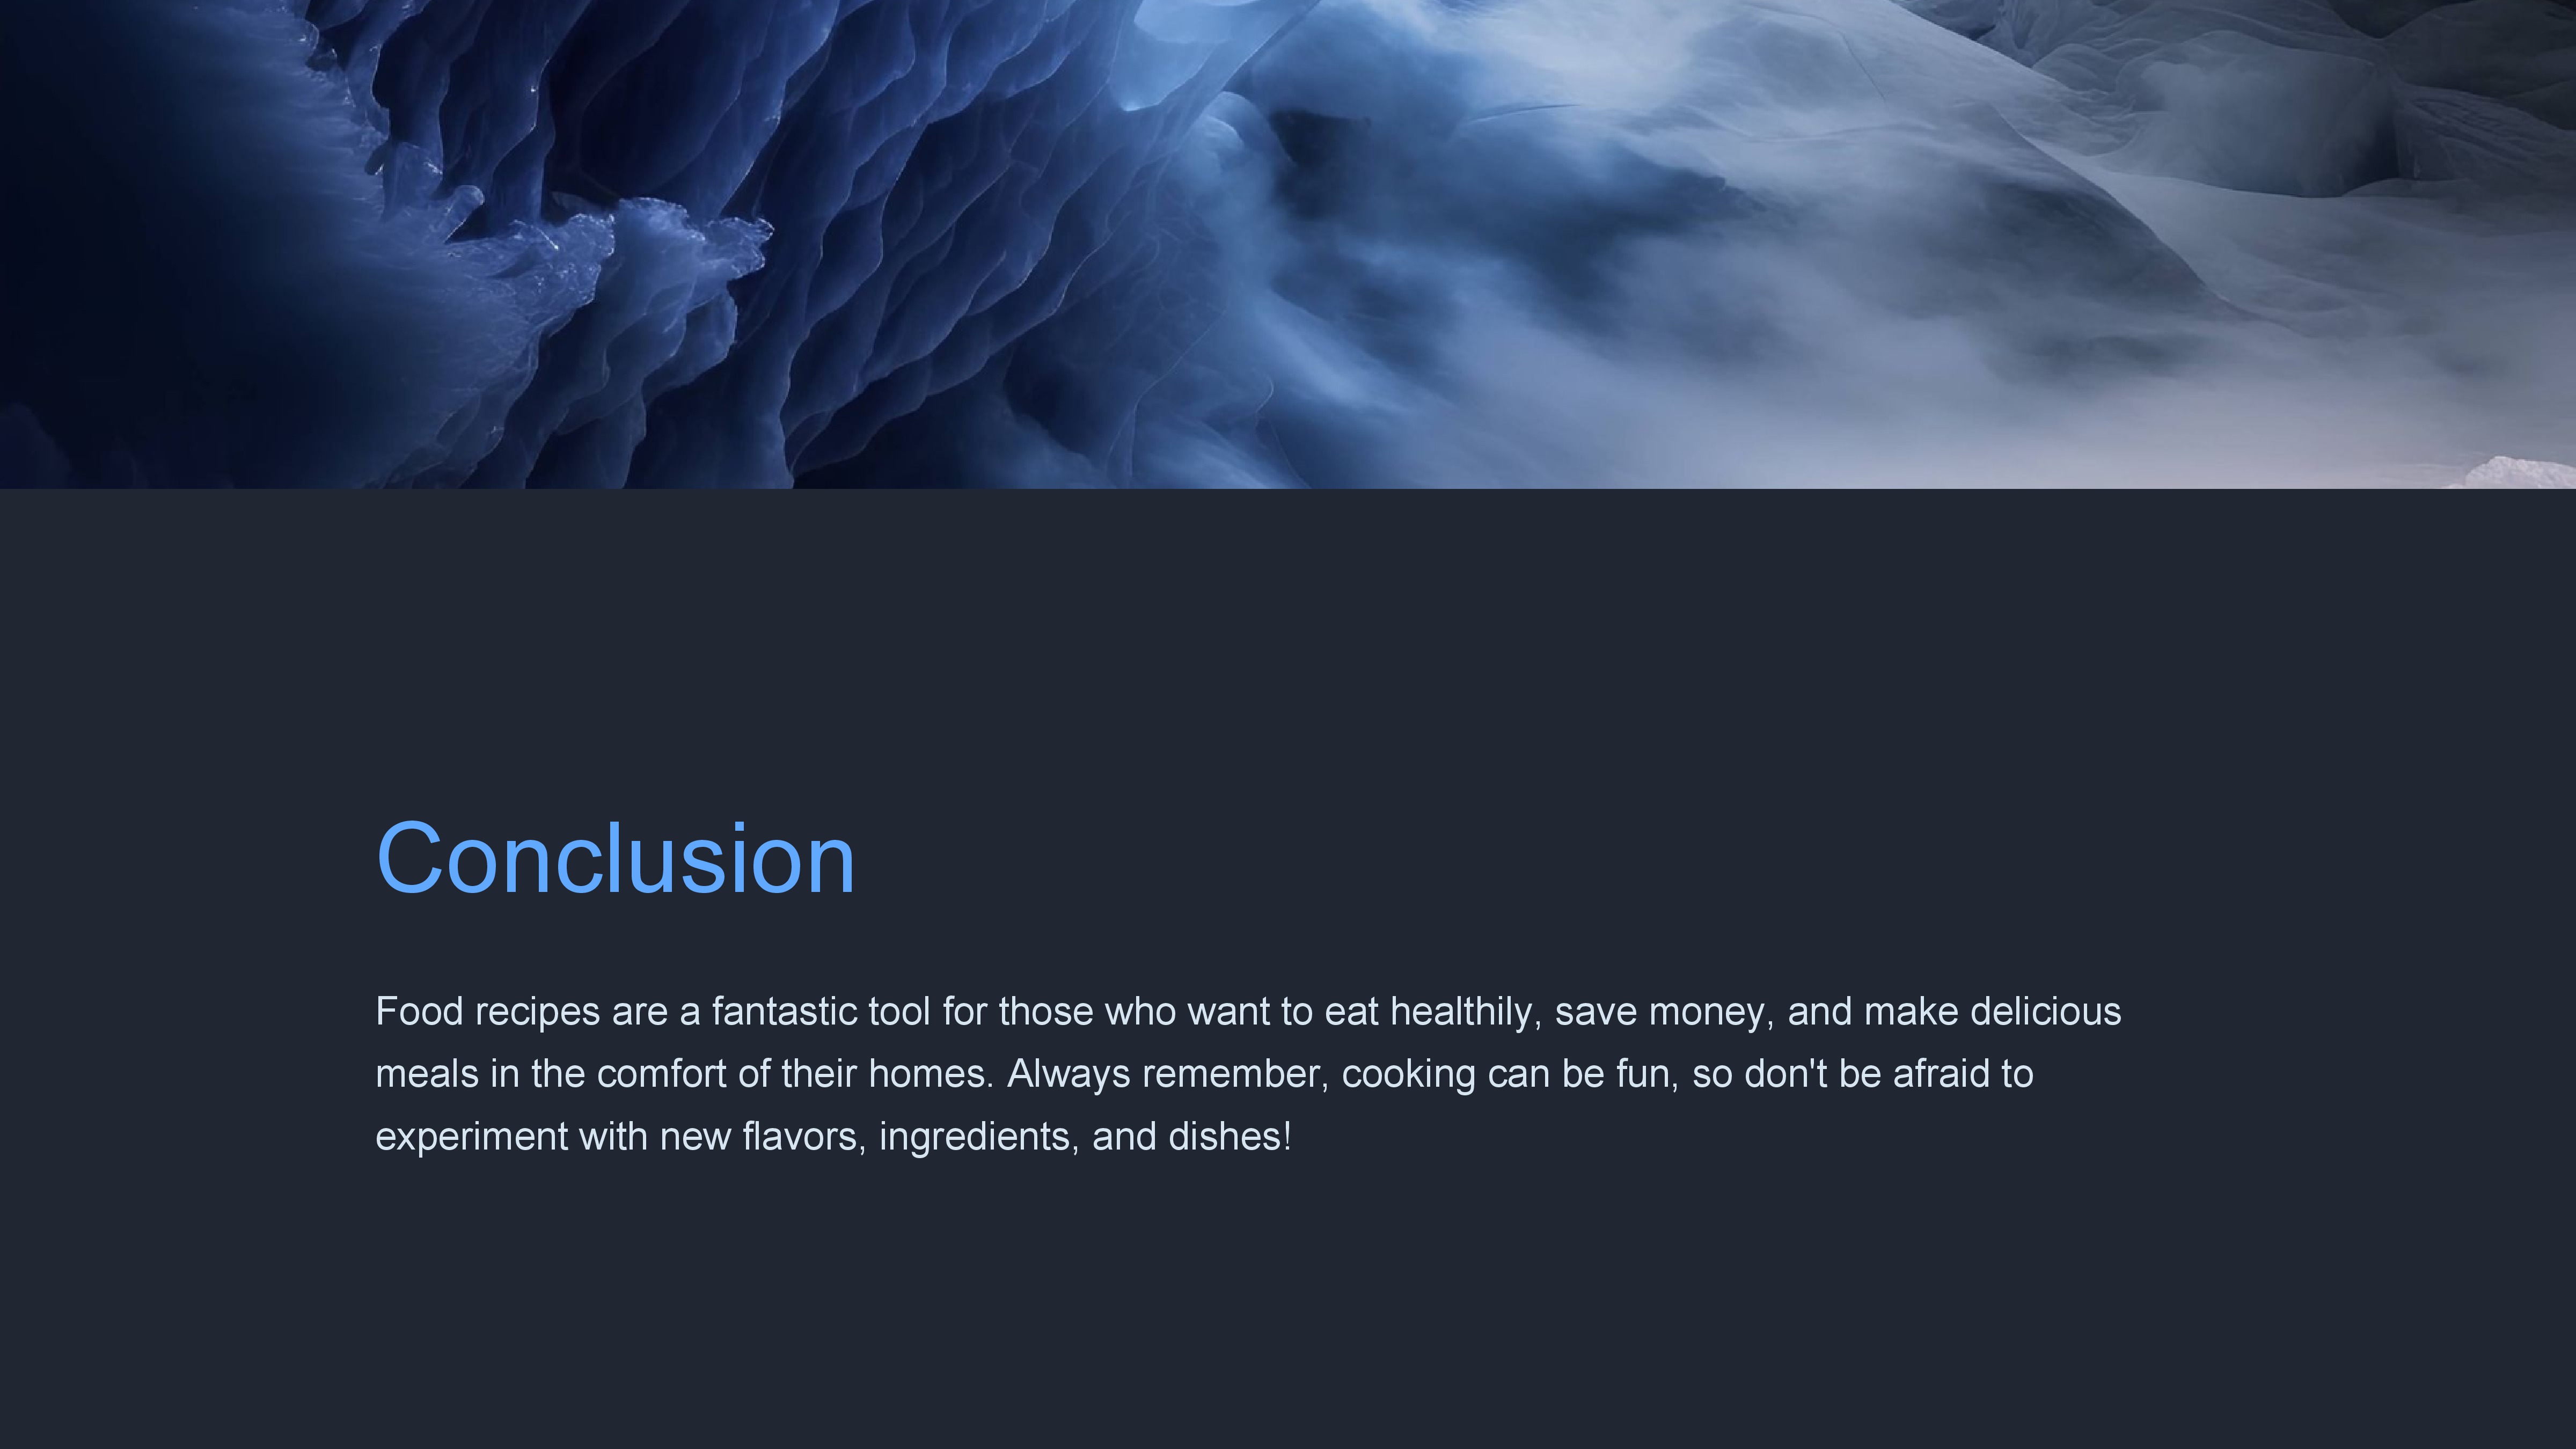 Conclusion
Food recipes are a fantastic tool for those who want to eat healthily, save money, and make delicious
meals in the comfort of their homes. Always remember, cooking can be fun, so don't be afraid to
experiment with new flavors, ingredients, and dishes!